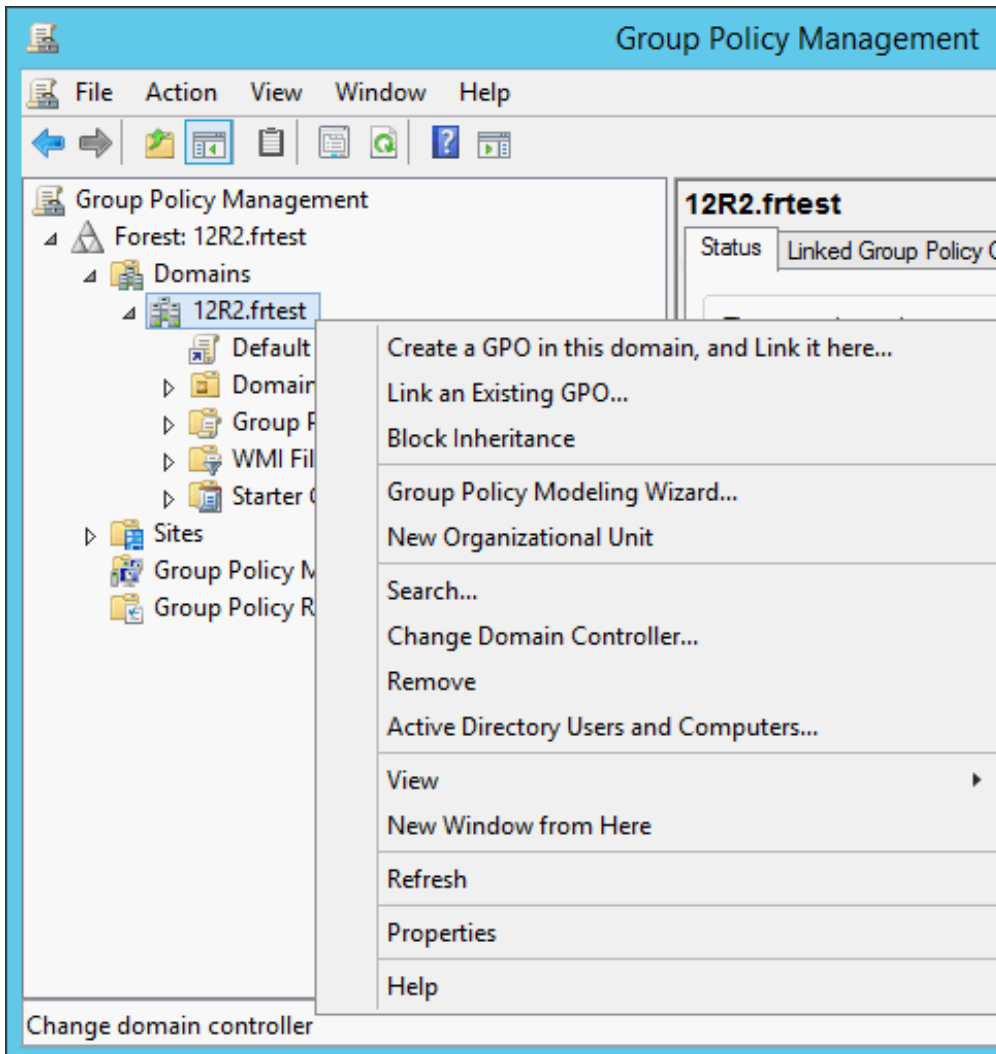 Group Policy Management
File Action View Window Help
Group Policy Management
Forest: 12R2.frtest
Domains
12R2.frtest
Default
Domain
Group P
WMI Fil
Starter
Sites
Group Policy M
Group Policy R
12R2.frtest
Status Linked Group Policy
Create a GPO in this domain, and Link it here...
Link an Existing GPO...
Block Inheritance
Group Policy Modeling Wizard...
New Organizational Unit
Search...
Change Domain Controller...
Remove
Active Directory Users and Computers...
View
New Window from Here
Refresh
Properties
Help
Change domain controller